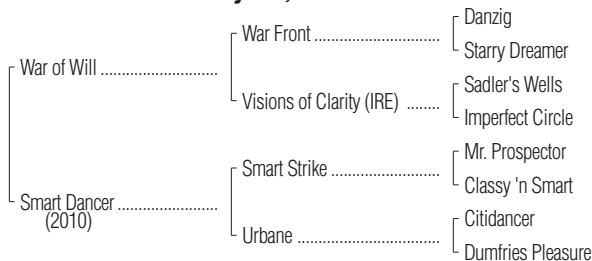 Danzig
War Front ................................
Starry Dreamer
War of Will ..............................
Sadler's Wells
Visions of Clarity (IRE) ........
Imperfect Circle
Mr. Prospector
Smart Strike ............................
Classy 'n Smart
Smart Dancer .........................
(2010)
Citidancer
Urbane .....................................
Dumfries Pleasure